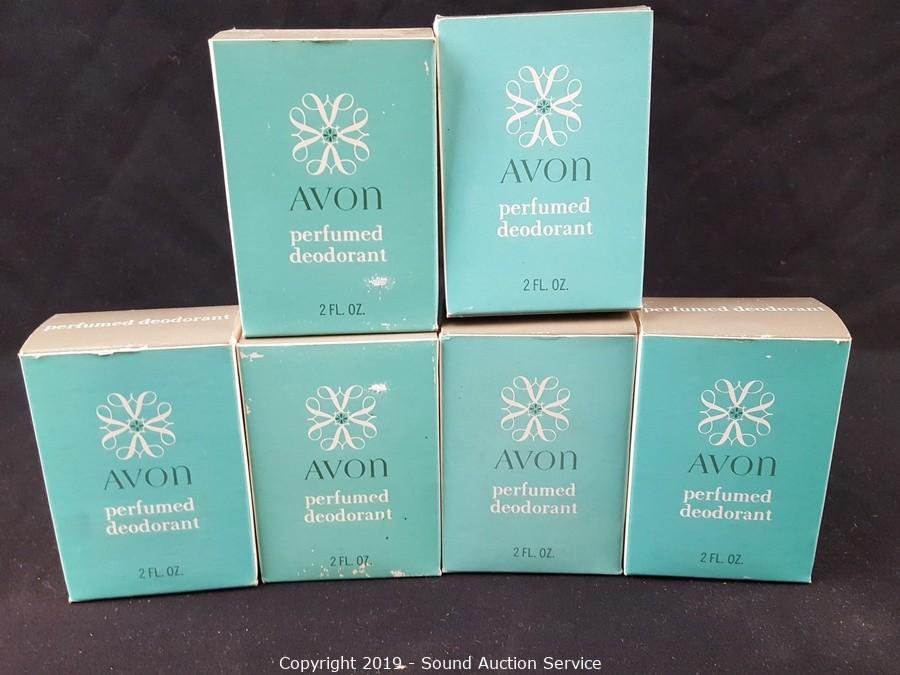 AVON
perfumed
deodorant
2 FL. OZ.
AVON
perfumed
deodorant
2 FL. OZ.
perfumed deodorant
AVON
perfumed
deodorant
2 FL. OZ.
AVON
perfumed
deodorant
2 FL. OZ.
AVON
perfumed
deodorant
2 FL. OZ.
perfumed deodorant
AVON
perfumed
deodorant
2 FL. OZ.
Copyright 2019 - Sound Auction Service